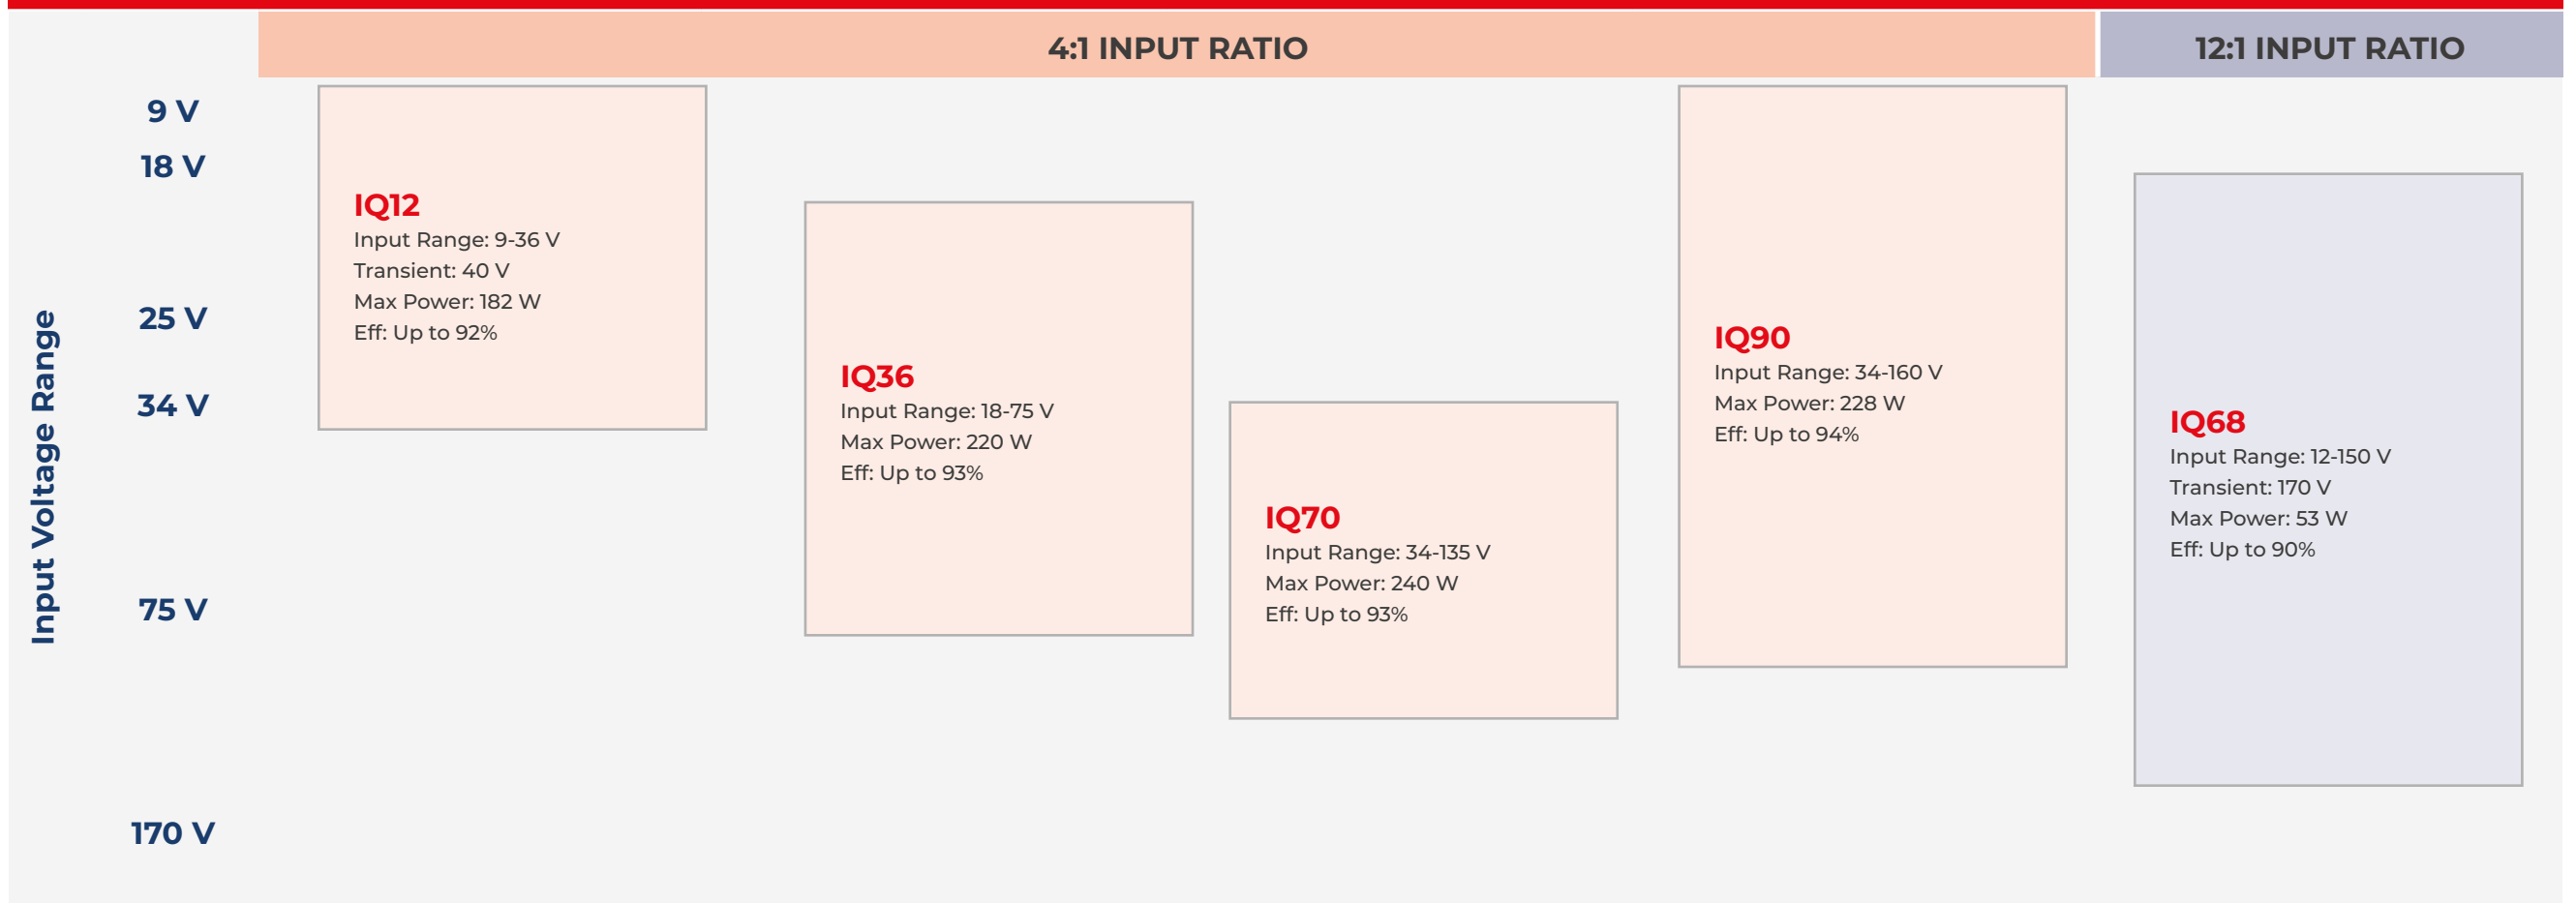 4:1 INPUT RATIO
12:1 INPUT RATIO
Input Voltage Range
9 V
18 V
25 V
34 V
75 V
170 V
IQ12
Input Range: 9-36 V
Transient: 40 V
Max Power: 182 W
Eff: Up to 92%
IQ36
Input Range: 18-75 V
Max Power: 220 W
Eff: Up to 93%
IQ70
Input Range: 34-135 V
Max Power: 240 W
Eff: Up to 93%
IQ90
Input Range: 34-160 V
Max Power: 228 W
Eff: Up to 94%
IQ68
Input Range: 12-150 V
Transient: 170 V
Max Power: 53 W
Eff: Up to 90%